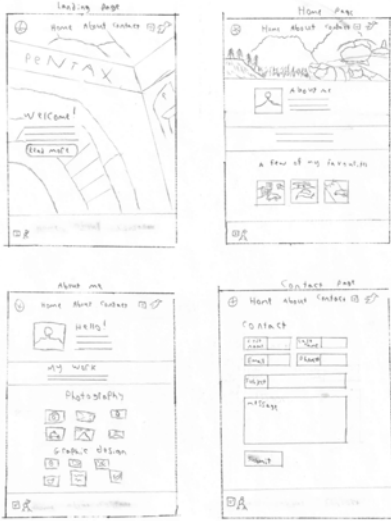 Landing Page
Home About Contact
PENTAX
Welcome!
Read more
Home Page
Home About Contact
About me
A few of my favorites
About me
Home About Contact
Hello!
My work
Photography
Graphic design
Contact Page
Home About Contact
Contact
First name
Last name
Email
Phone#
Subject
message